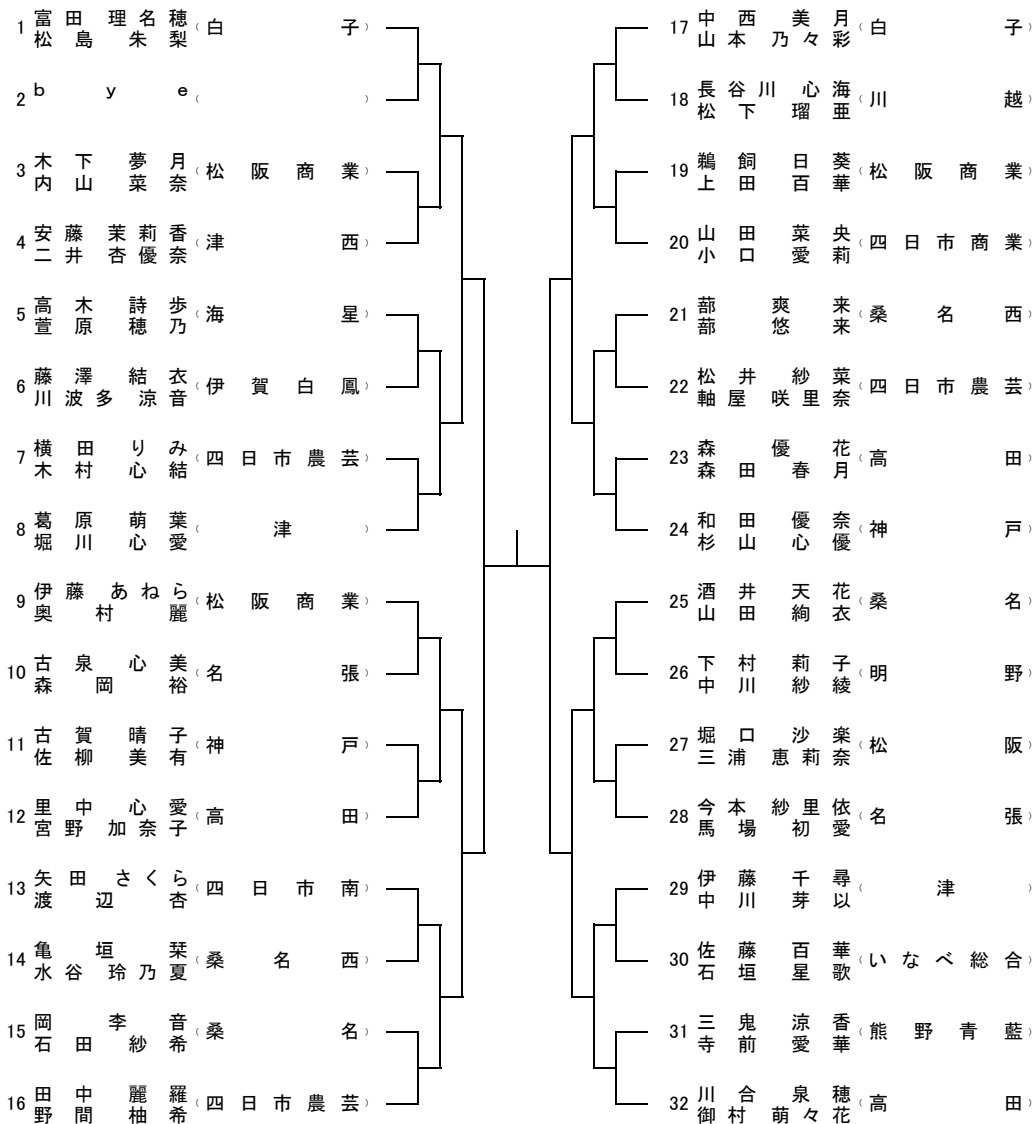 1 富田 理名穂 (白子)
松島 朱梨
2 bye ( )
3 木下 夢月 (松阪商業)
内山 菜奈
4 安藤 茉莉香 (津西)
二井 杏優奈
5 高木 詩歩 (海星)
萱原 穂乃
6 藤澤 結衣 (伊賀白鳳)
川波多 涼音
7 横田 りみ (四日市農芸)
木村 心結
8 葛原 萌葉 (津)
堀川 心愛
9 伊藤 あねら (松阪商業)
奥村 麗
10 古泉 心美 (名張)
森岡 裕
11 古賀 晴子 (神戸)
佐柳 美有
12 里中 心愛 (高田)
宮野 加奈子
13 矢田 さくら (四日市南)
渡辺 杏
14 亀垣 栞 (桑名西)
水谷 玲乃夏
15 岡 李音 (桑名)
石田 紗希
16 田中 麗羅 (四日市農芸)
野間 柚希
17 中西 美月 (白子)
山本 乃々彩
18 長谷川 心海 (川越)
松下 瑠亜
19 鵜飼 日葵 (松阪商業)
上田 百華
20 山田 菜央 (四日市商業)
小口 愛莉
21 蔀 爽来 (桑名西)
蔀 悠来
22 松井 紗菜 (四日市農芸)
軸屋 咲里奈
23 森 優花 (高田)
森田 春月
24 和田 優奈 (神戸)
杉山 心優
25 酒井 天花 (桑名)
山田 絢衣
26 下村 莉子 (明野)
中川 紗綾
27 堀口 沙楽 (松阪)
三浦 恵莉奈
28 今本 紗里依 (名張)
馬場 初愛
29 伊藤 千尋 (津)
中川 芽以
30 佐藤 百華 (いなべ総合)
石垣 星歌
31 三鬼 涼香 (熊野青藍)
寺前 愛華
32 川合 泉穂 (高田)
御村 萌々花